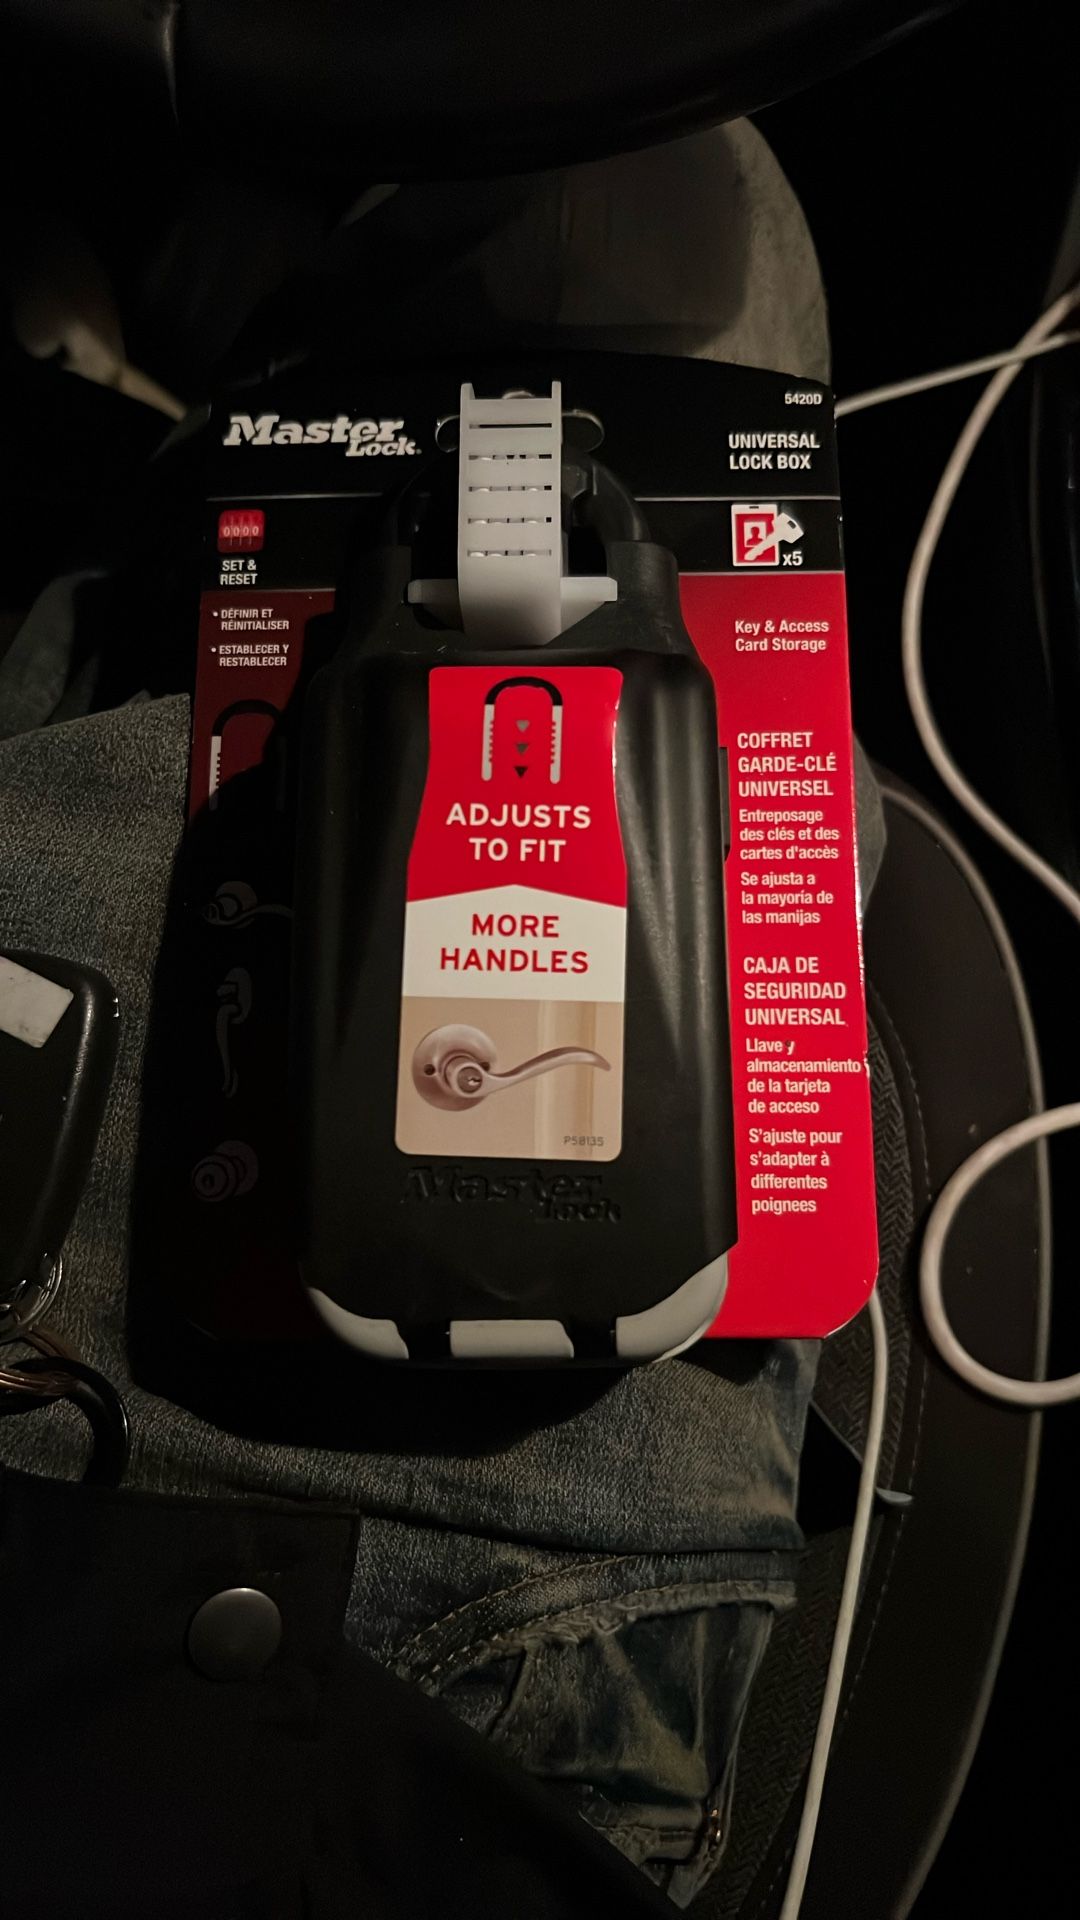 Master
Lock
5420D
UNIVERSAL
LOCK BOX
0000
SET &
RESET
• DÉFINIR ET
RÉINITIALISER
• ESTABLECER Y
RESTABLECER
x5
Key & Access
Card Storage
COFFRET
GARDE-CLÉ
UNIVERSEL
Entreposage
des clés et des
cartes d'accès
Se ajusta a
la mayoría de
las manijas
CAJA DE
SEGURIDAD
UNIVERSAL
Llave y
almacenamiento
de la tarjeta
de acceso
S'ajuste pour
s'adapter à
differentes
poignees
ADJUSTS
TO FIT
MORE
HANDLES
P58135
Master
Lock